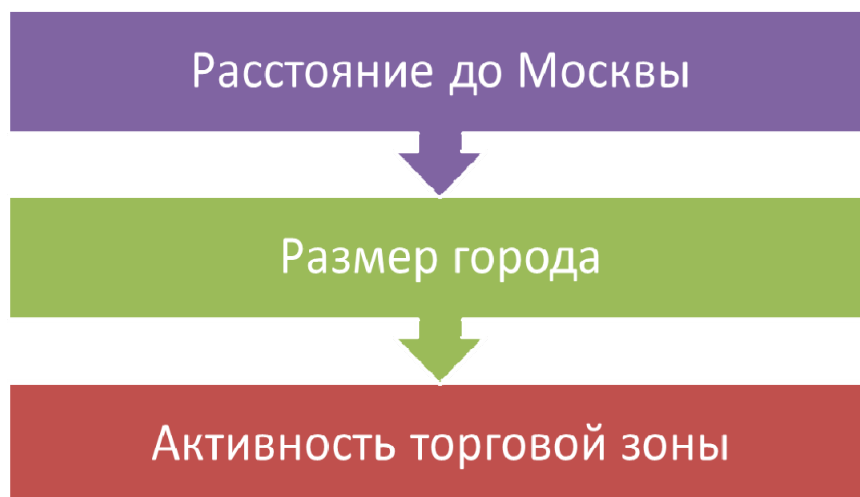 Расстояние до Москвы
Размер города
Активность торговой зоны